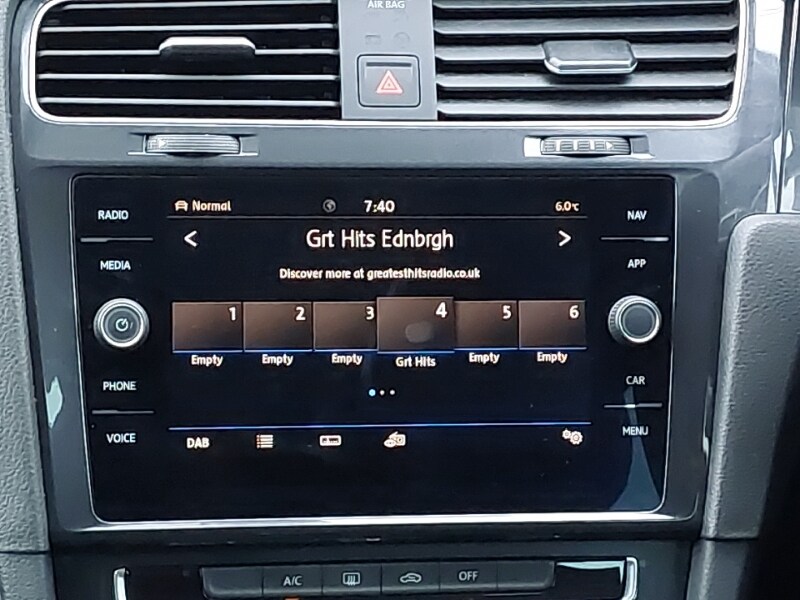 AIR BAG
RADIO
MEDIA
PHONE
VOICE
Normal 7:40 6.0°C
< Grt Hits Ednbrgh >
Discover more at greatesthitsradio.co.uk
1 2 3 4 5 6
Empty Empty Empty Grt Hits Empty Empty
DAB
NAV
APP
CAR
MENU
A/C OFF